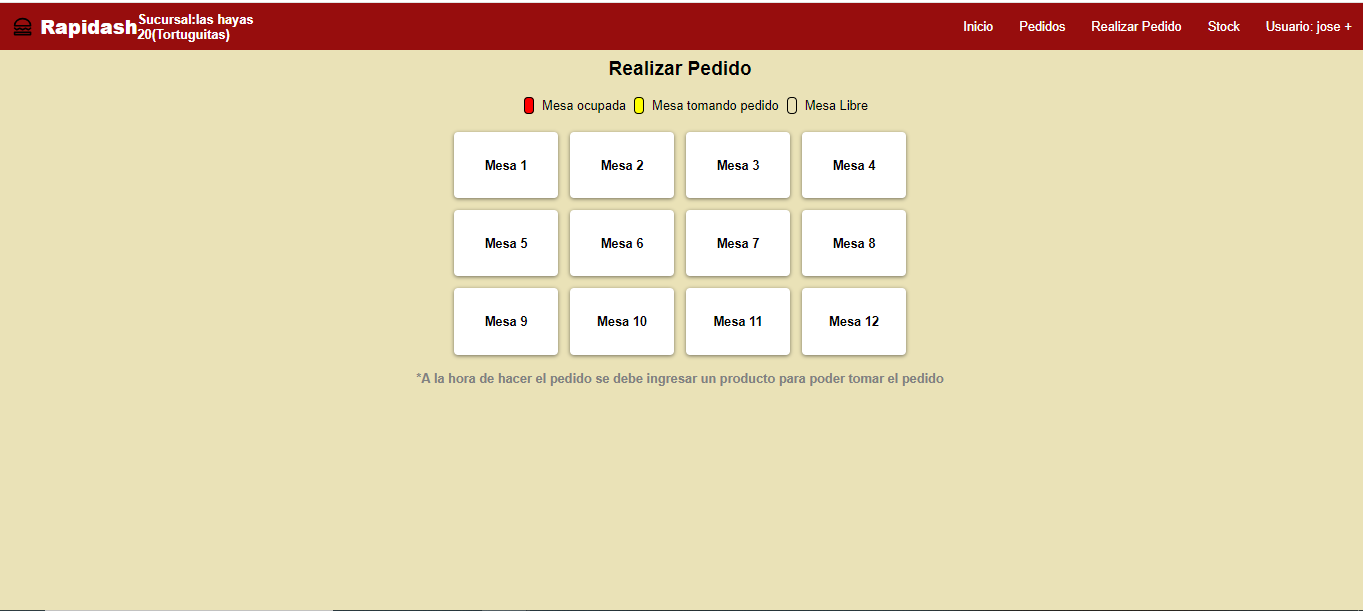 Rapidash
Sucursal:las hayas
20(Tortuguitas)
Inicio Pedidos Realizar Pedido Stock Usuario: jose +
Realizar Pedido
Mesa ocupada Mesa tomando pedido Mesa Libre
Mesa 1 Mesa 2 Mesa 3 Mesa 4
Mesa 5 Mesa 6 Mesa 7 Mesa 8
Mesa 9 Mesa 10 Mesa 11 Mesa 12
*A la hora de hacer el pedido se debe ingresar un producto para poder tomar el pedido